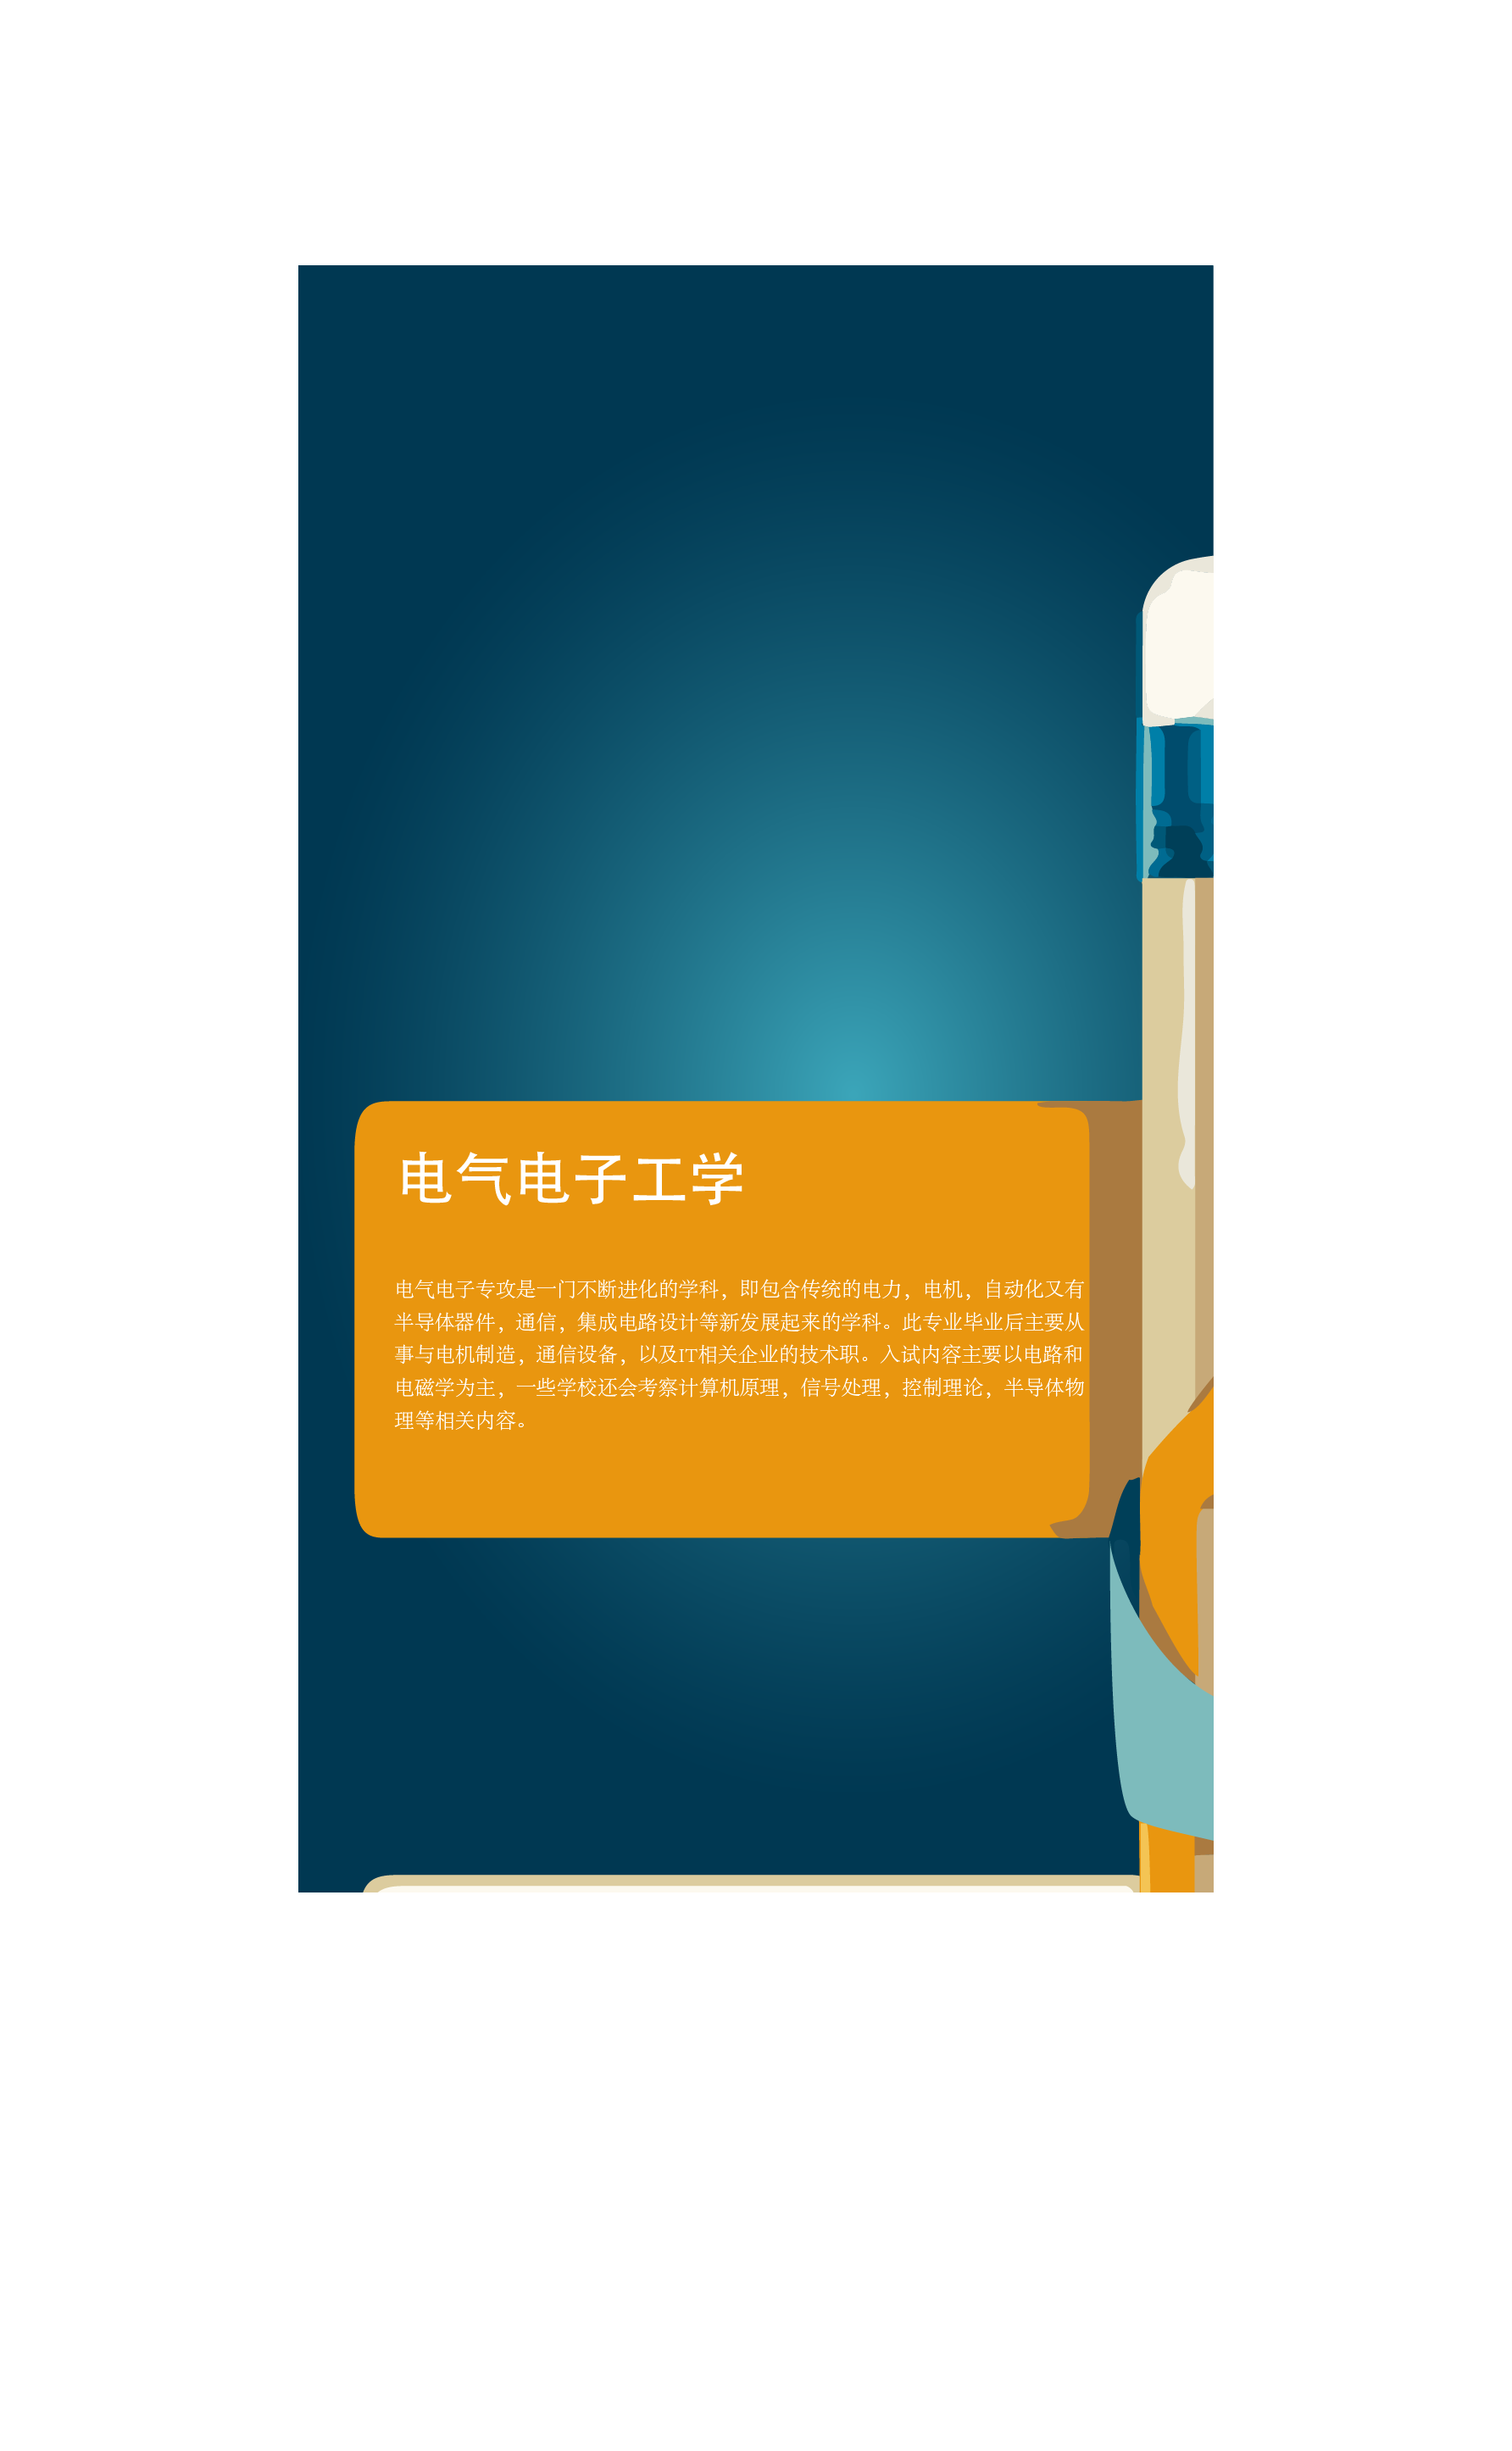 电气电子工学
电气电子专攻是一门不断进化的学科，即包含传统的电力，电机，自动化又有
半导体器件，通信，集成电路设计等新发展起来的学科。此专业毕业后主要从
事与电机制造，通信设备，以及IT相关企业的技术职。入试内容主要以电路和
电磁学为主，一些学校还会考察计算机原理，信号处理，控制理论，半导体物
理等相关内容。